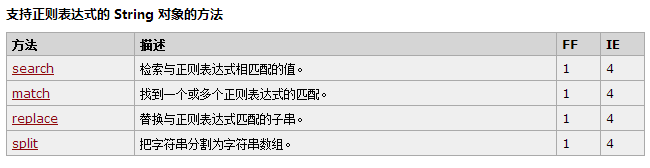 支持正则表达式的 String 对象的方法
方法 描述 FF IE
search 检索与正则表达式相匹配的值。 1 4
match 找到一个或多个正则表达式的匹配。 1 4
replace 替换与正则表达式匹配的子串。 1 4
split 把字符串分割为字符串数组。 1 4